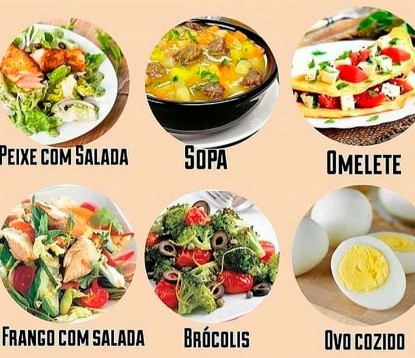 Peixe com Salada
Sopa
Omelete
Frango com salada
Brócolis
Ovo cozido